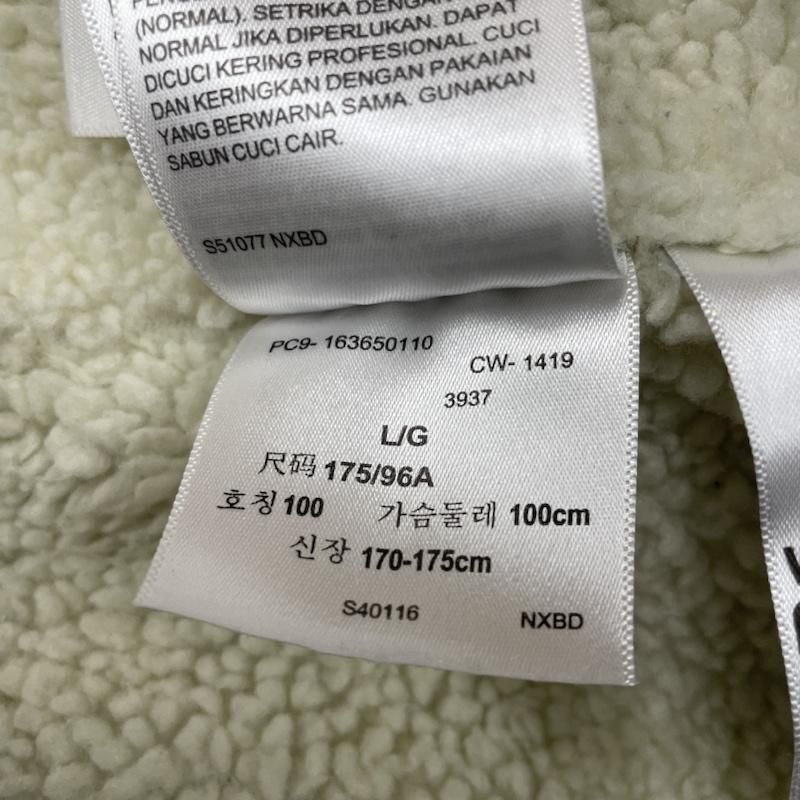 (NORMAL). SETRIKA DENGAN
NORMAL JIKA DIPERLUKAN. DAPAT
DICUCI KERING PROFESIONAL. CUCI
DAN KERINGKAN DENGAN PAKAIAN
YANG BERWARNA SAMA. GUNAKAN
SABUN CUCI CAIR.
S51077 NXBD
PC9- 163650110
CW- 1419
3937
L/G
尺码 175/96A
호칭 100 가슴둘레 100cm
신장 170-175cm
S40116 NXBD